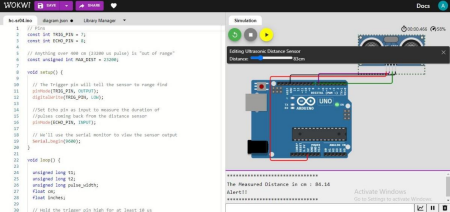 WOKWI
SAVE
SHARE
Docs
hc-sr04.ino
diagram.json
Library Manager
Simulation
// Pins
const int TRIG_PIN = 7;
const int ECHO_PIN = 8;
// Anything over 400 cm (23200 us pulse) is "out of range"
const unsigned int MAX_DIST = 23200;
void setup() {
// The Trigger pin will tell the sensor to range find
pinMode(TRIG_PIN, OUTPUT);
digitalWrite(TRIG_PIN, LOW);
//Set Echo pin as input to measure the duration of
//pulses coming back from the distance sensor
pinMode(ECHO_PIN, INPUT);
// We'll use the serial monitor to view the sensor output
Serial.begin(9600);
}
void loop() {
unsigned long t1;
unsigned long t2;
unsigned long pulse_width;
float cm;
float inches;
// Hold the trigger pin high for at least 10 us
Editing Ultrasonic Distance Sensor
Distance:
83cm
ARDUINO
UNO
****************************
The Measured Distance in cm : 84.14
Alert!!
****************************
Activate Windows
Go to Settings to activate Windows.